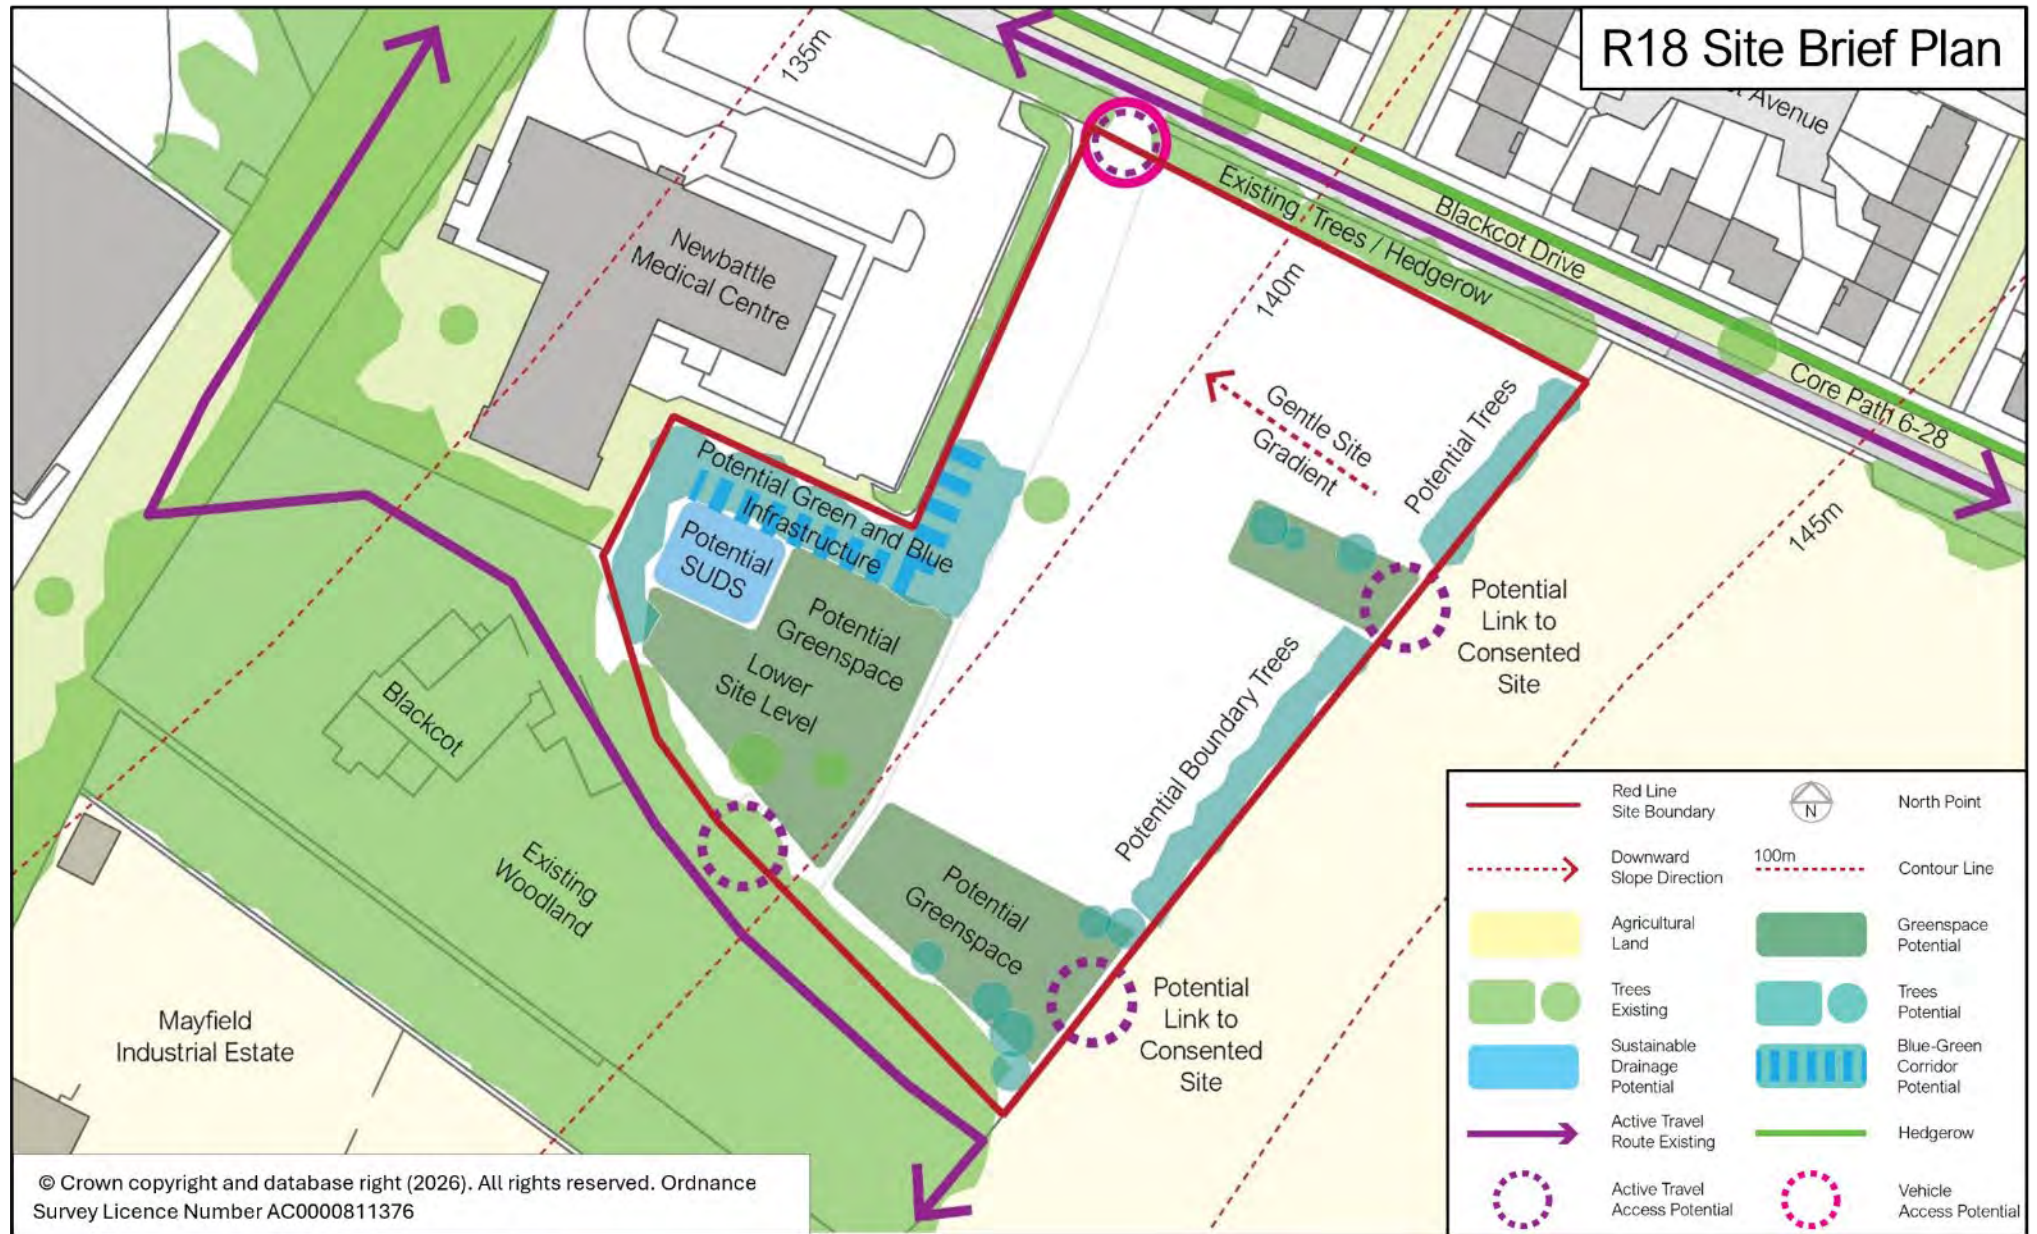 R18 Site Brief Plan
135m
Avenue
Newbattle
Medical Centre
Existing Trees / Hedgerow
Blackcot Drive
Core Path 6-28
140m
Gentle Site
Gradient
Potential Trees
145m
Potential Green and Blue
Infrastructure
Potential
SUDS
Potential
Greenspace
Lower
Site Level
Potential
Link to
Consented
Site
Potential Boundary Trees
Blackcot
Existing
Woodland
Potential
Greenspace
Potential
Link to
Consented
Site
Mayfield
Industrial Estate
Red Line
Site Boundary
N
North Point
Downward
Slope Direction
100m
Contour Line
Agricultural
Land
Greenspace
Potential
Trees
Existing
Trees
Potential
Sustainable
Drainage
Potential
Blue-Green
Corridor
Potential
Active Travel
Route Existing
Hedgerow
Active Travel
Access Potential
Vehicle
Access Potential
© Crown copyright and database right (2026). All rights reserved. Ordnance
Survey Licence Number AC0000811376